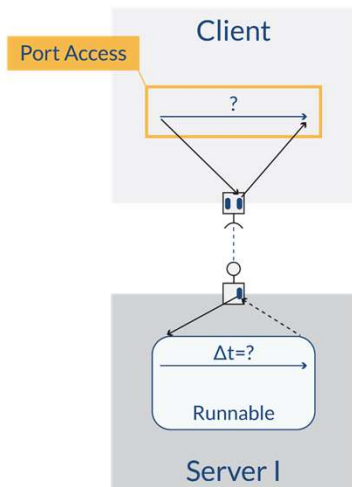 Client
Port Access
?
Δt=?
Runnable
Server I